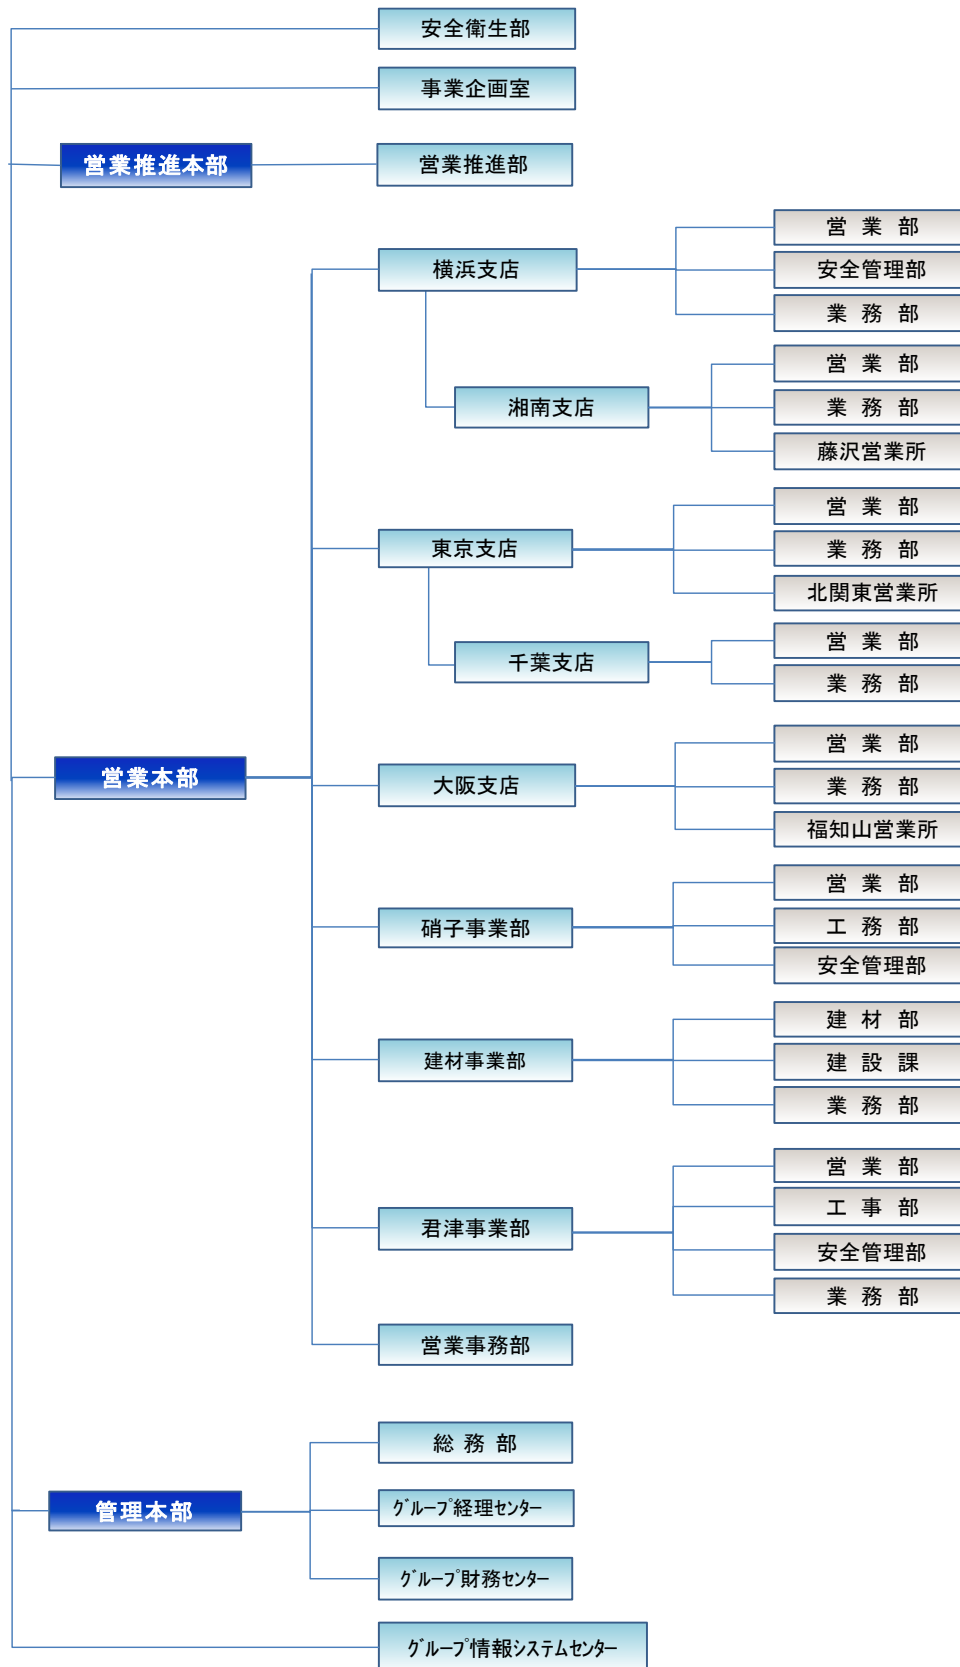 安全衛生部
事業企画室
営業推進本部
営業推進部
横浜支店
営 業 部
安全管理部
業 務 部
湘南支店
営 業 部
業 務 部
藤沢営業所
東京支店
営 業 部
業 務 部
北関東営業所
千葉支店
営 業 部
業 務 部
営業本部
大阪支店
営 業 部
業 務 部
福知山営業所
硝子事業部
営 業 部
工 務 部
安全管理部
建材事業部
建 材 部
建 設 課
業 務 部
君津事業部
営 業 部
工 事 部
安全管理部
業 務 部
営業事務部
管理本部
総 務 部
グループ経理センター
グループ財務センター
グループ情報システムセンター